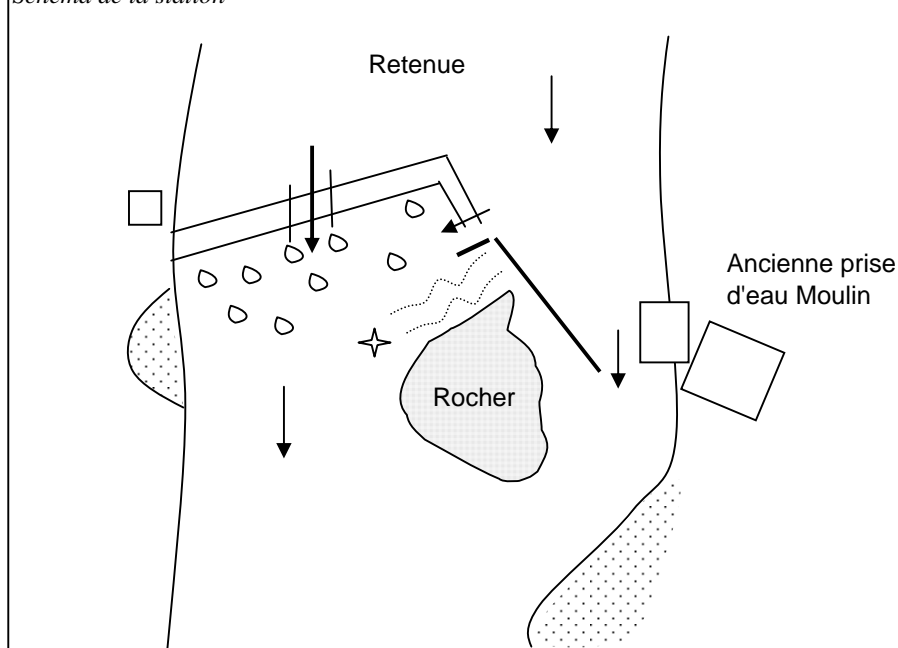 Schéma de la station
Retenue
Ancienne prise
d'eau Moulin
Rocher